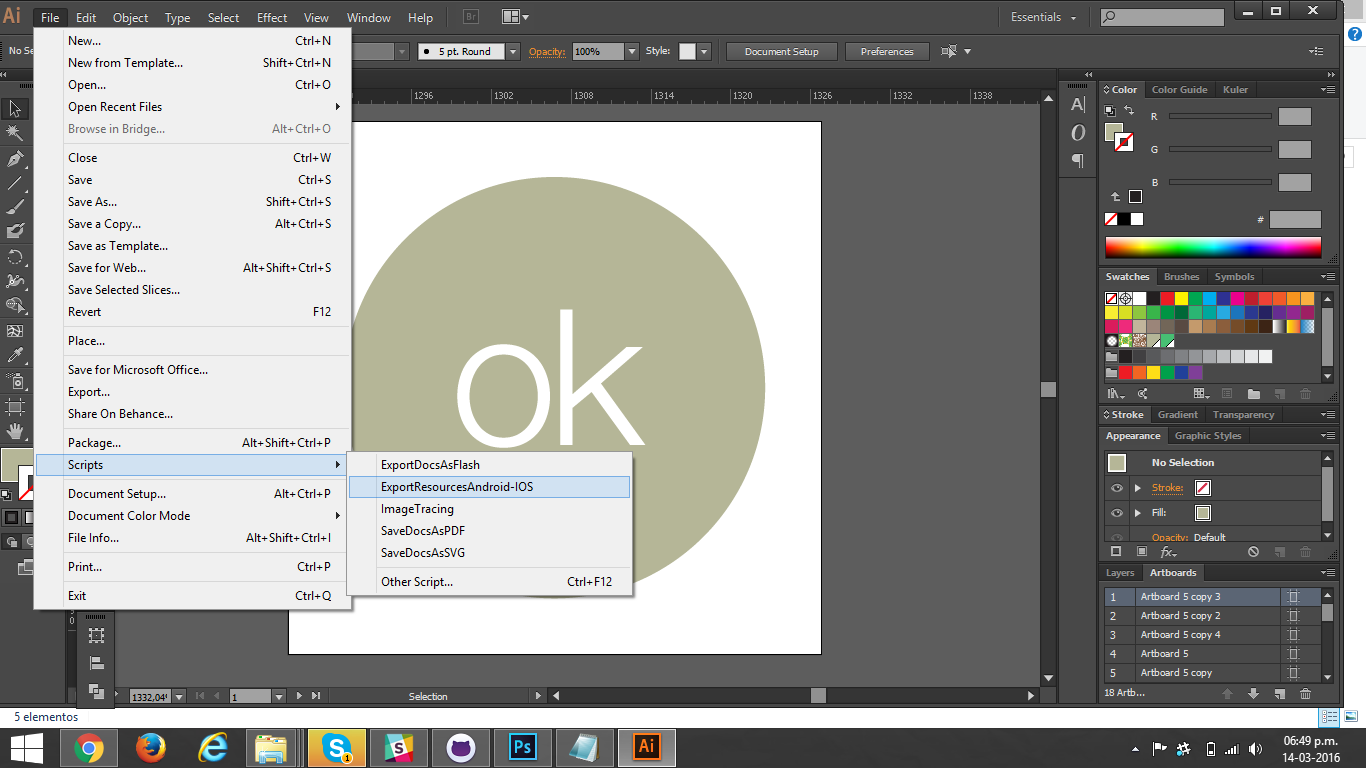 Ai File Edit Object Type Select Effect View Window Help Br Essentials
No Se 5 pt. Round Opacity: 100% Style: Document Setup Preferences
New... Ctrl+N
New from Template... Shift+Ctrl+N
Open... Ctrl+O
Open Recent Files
Browse in Bridge... Alt+Ctrl+O
Close Ctrl+W
Save Ctrl+S
Save As... Shift+Ctrl+S
Save a Copy... Alt+Ctrl+S
Save as Template...
Save for Web... Alt+Shift+Ctrl+S
Save Selected Slices...
Revert F12
Place...
Save for Microsoft Office...
Export...
Share On Behance...
Package... Alt+Shift+Ctrl+P
Scripts
Document Setup... Alt+Ctrl+P
Document Color Mode
File Info... Alt+Shift+Ctrl+I
Print... Ctrl+P
Exit Ctrl+Q
ExportDocsAsFlash
ExportResourcesAndroid-IOS
ImageTracing
SaveDocsAsPDF
SaveDocsAsSVG
Other Script... Ctrl+F12
1296 1302 1308 1314 1320 1326 1332 1338
ok
Color Color Guide Kuler
R
G
B
#
Swatches Brushes Symbols
Stroke Gradient Transparency
Appearance Graphic Styles
No Selection
Stroke:
Fill:
Opacity: Default
Layers Artboards
1 Artboard 5 copy 3
2 Artboard 5 copy 2
3 Artboard 5 copy 4
4 Artboard 5
5 Artboard 5 copy
18 Artb...
1 Selection
5 elementos
S 1 S Ps Ai
06:49 p.m.
14-03-2016